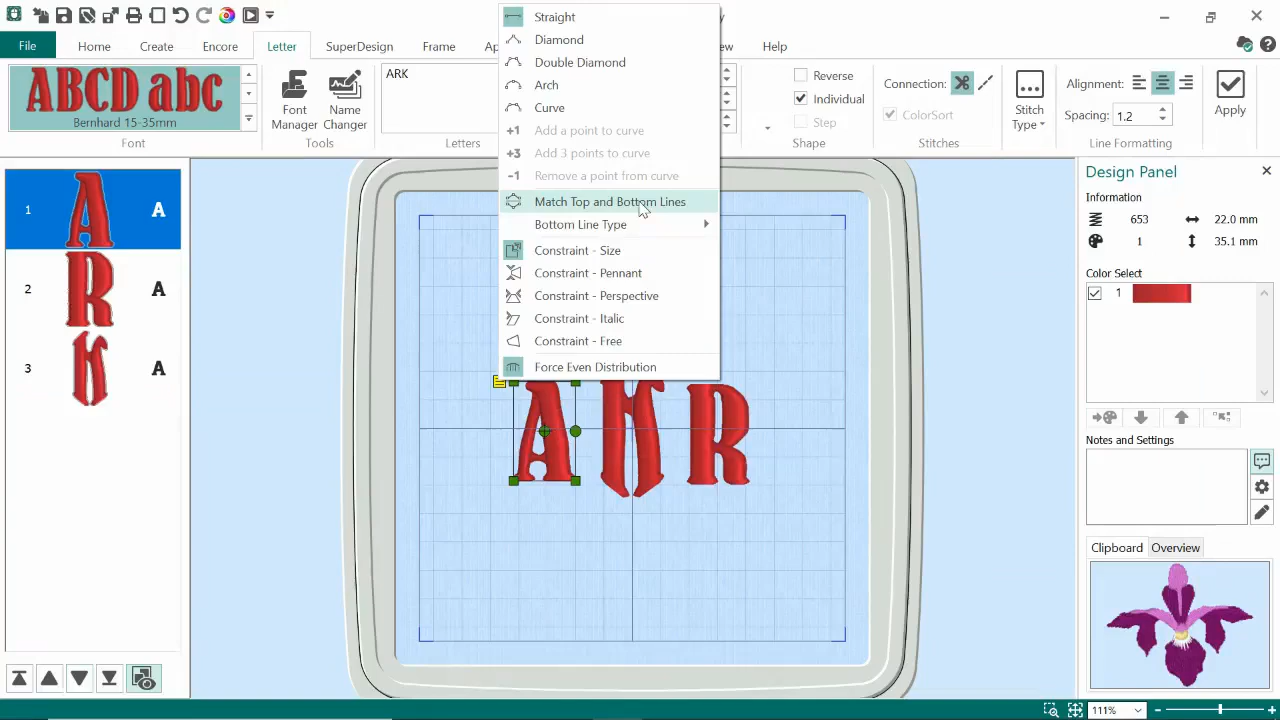 File
Home
Create
Encore
Letter
SuperDesign
Frame
Ap
ew
Help
ABCD abc
Bernhard 15-35mm
Font
Font
Manager
Name
Changer
Tools
ARK
Letters
Straight
Diamond
Double Diamond
Arch
Curve
+1 Add a point to curve
+3 Add 3 points to curve
-1 Remove a point from curve
Match Top and Bottom Lines
Bottom Line Type
Constraint - Size
Constraint - Pennant
Constraint - Perspective
Constraint - Italic
Constraint - Free
Force Even Distribution
Reverse
Individual
Step
Shape
Connection:
ColorSort
Stitches
Stitch
Type
Alignment:
Spacing: 1.2
Line Formatting
Apply
1 A A
2 R A
3 K A
A K R
Design Panel
Information
653 22.0 mm
1 35.1 mm
Color Select
1
Notes and Settings
Clipboard Overview
111%